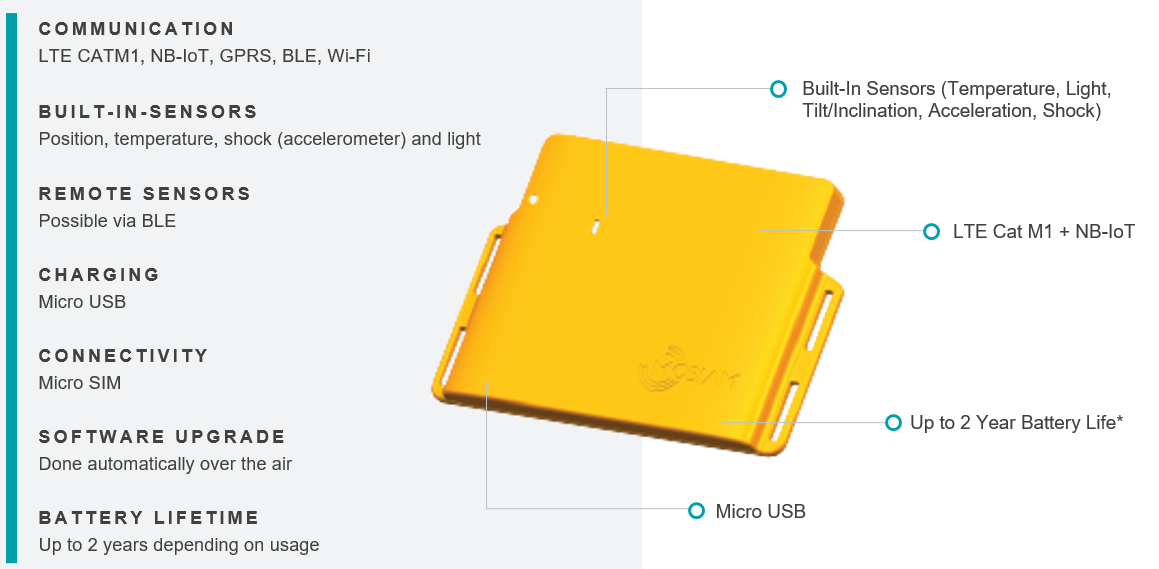 COMMUNICATION
LTE CATM1, NB-IoT, GPRS, BLE, Wi-Fi
BUILT-IN-SENSORS
Position, temperature, shock (accelerometer) and light
REMOTE SENSORS
Possible via BLE
CHARGING
Micro USB
CONNECTIVITY
Micro SIM
SOFTWARE UPGRADE
Done automatically over the air
BATTERY LIFETIME
Up to 2 years depending on usage
Built-In Sensors (Temperature, Light,
Tilt/Inclination, Acceleration, Shock)
LTE Cat M1 + NB-IoT
Up to 2 Year Battery Life*
Micro USB